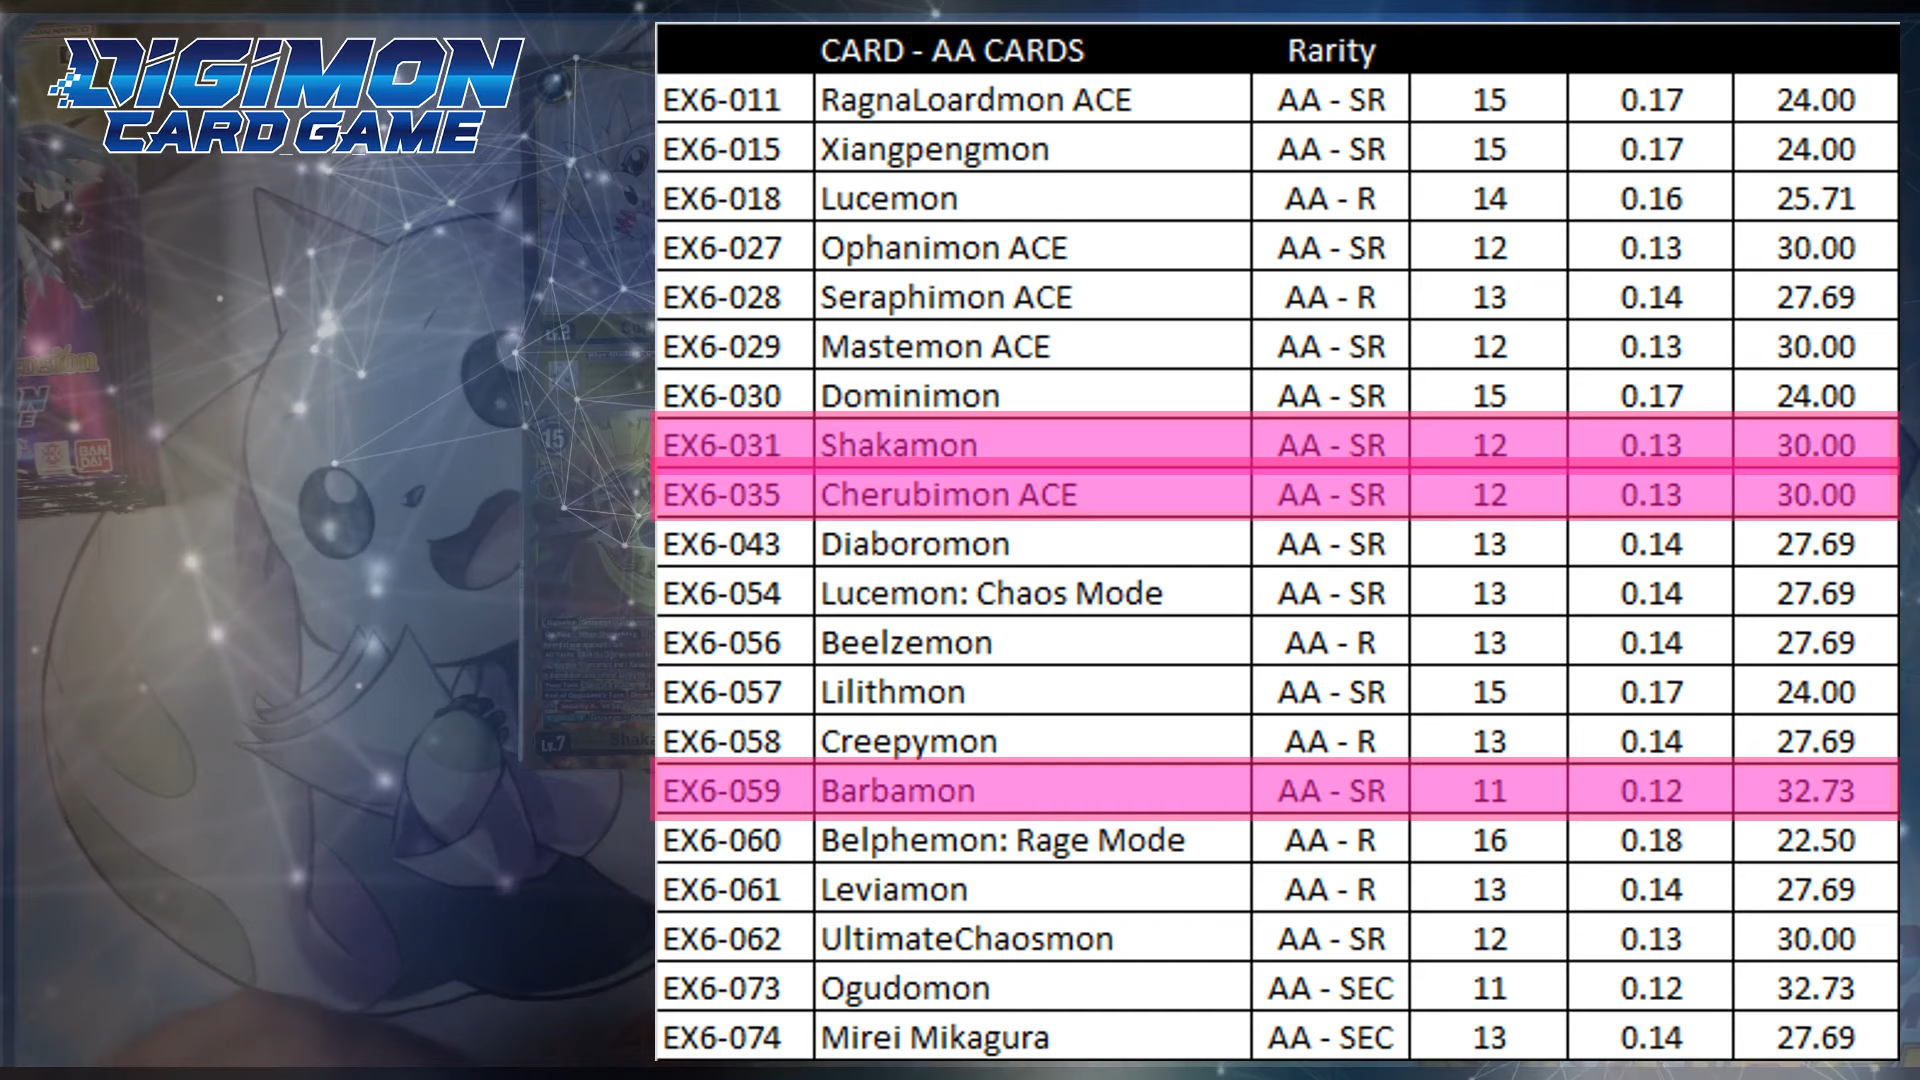 DIGIMON
CARD GAME
CARD - AA CARDS Rarity
EX6-011 RagnaLoardmon ACE AA - SR 15 0.17 24.00
EX6-015 Xiangpengmon AA - SR 15 0.17 24.00
EX6-018 Lucemon AA - R 14 0.16 25.71
EX6-027 Ophanimon ACE AA - SR 12 0.13 30.00
EX6-028 Seraphimon ACE AA - R 13 0.14 27.69
EX6-029 Mastemon ACE AA - SR 12 0.13 30.00
EX6-030 Dominimon AA - SR 15 0.17 24.00
EX6-031 Shakamon AA - SR 12 0.13 30.00
EX6-035 Cherubimon ACE AA - SR 12 0.13 30.00
EX6-043 Diaboromon AA - SR 13 0.14 27.69
EX6-054 Lucemon: Chaos Mode AA - SR 13 0.14 27.69
EX6-056 Beelzemon AA - R 13 0.14 27.69
EX6-057 Lilithmon AA - SR 15 0.17 24.00
EX6-058 Creepymon AA - R 13 0.14 27.69
EX6-059 Barbamon AA - SR 11 0.12 32.73
EX6-060 Belphemon: Rage Mode AA - R 16 0.18 22.50
EX6-061 Leviamon AA - R 13 0.14 27.69
EX6-062 UltimateChaosmon AA - SR 12 0.13 30.00
EX6-073 Ogudomon AA - SEC 11 0.12 32.73
EX6-074 Mirei Mikagura AA - SEC 13 0.14 27.69
BAN
DAI
Lv.2
15
Lv.7 Shaka